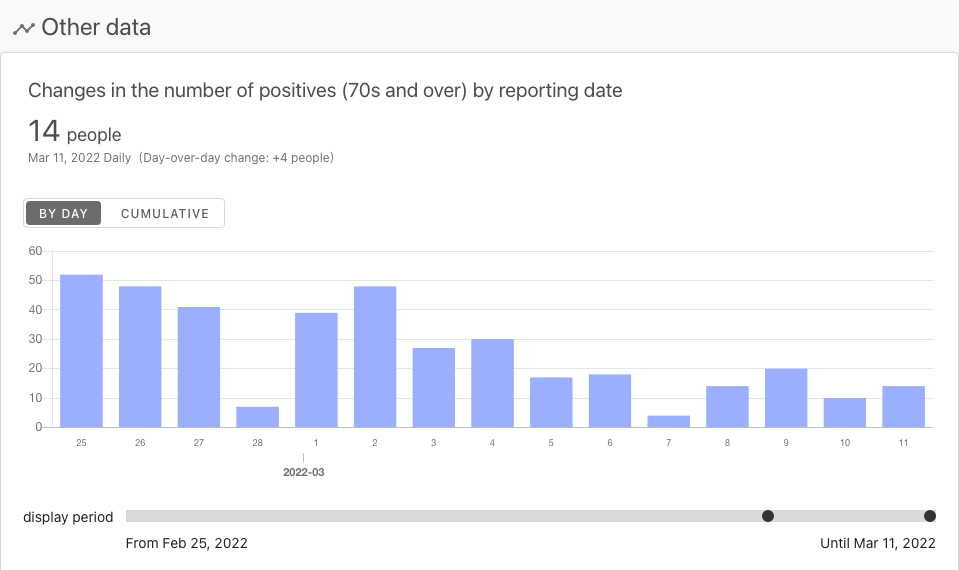 Other data
Changes in the number of positives (70s and over) by reporting date
14 people
Mar 11, 2022 Daily (Day-over-day change: +4 people)
BY DAY CUMULATIVE
60
50
40
30
20
10
0
25 26 27 28 1 2 3 4 5 6 7 8 9 10 11
2022-03
display period
From Feb 25, 2022 Until Mar 11, 2022